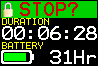 STOP?
DURATION
00:06:28
BATTERY
31Hr